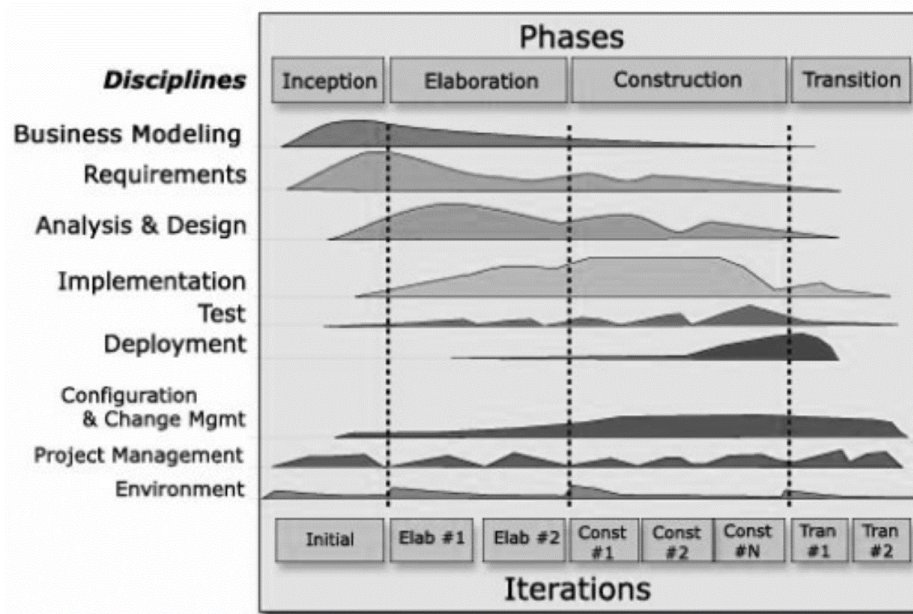 Phases
Disciplines Inception Elaboration Construction Transition
Business Modeling
Requirements
Analysis & Design
Implementation
Test
Deployment
Configuration
& Change Mgmt
Project Management
Environment
Initial Elab #1 Elab #2 Const #1 Const #2 Const #N Tran #1 Tran #2
Iterations